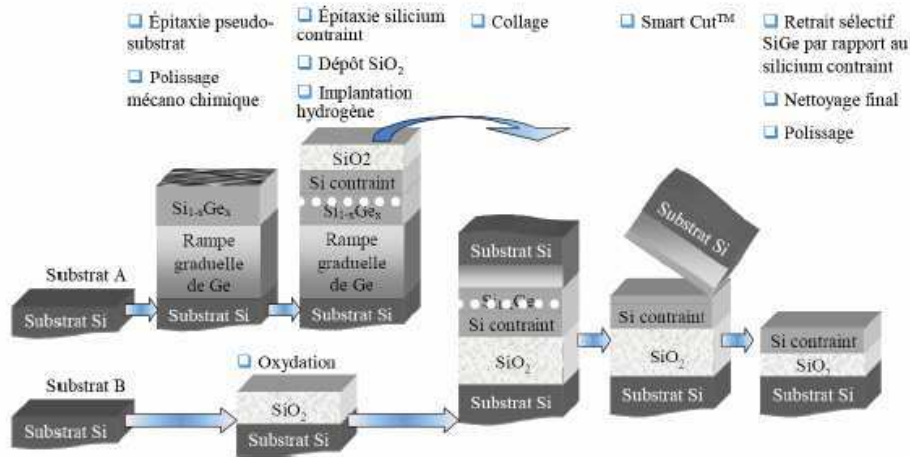 Épitaxie pseudo-
substrat
Polissage
mécano chimique
Épitaxie silicium
contraint
Dépôt SiO₂
Implantation
hydrogène
Collage
Smart Cut™
Retrait sélectif
SiGe par rapport au
silicium contraint
Nettoyage final
Polissage
Substrat A
Substrat Si
Si₁₋ₓGeₓ
Rampe
graduelle
de Ge
Substrat Si
SiO2
Si contraint
Si₁₋ₓGeₓ
Rampe
graduelle
de Ge
Substrat Si
Substrat Si
Si contraint
SiO₂
Substrat Si
Substrat Si
Si contraint
SiO₂
Substrat Si
Si contraint
SiO₂
Substrat Si
Substrat B
Substrat Si
Oxydation
SiO₂
Substrat Si